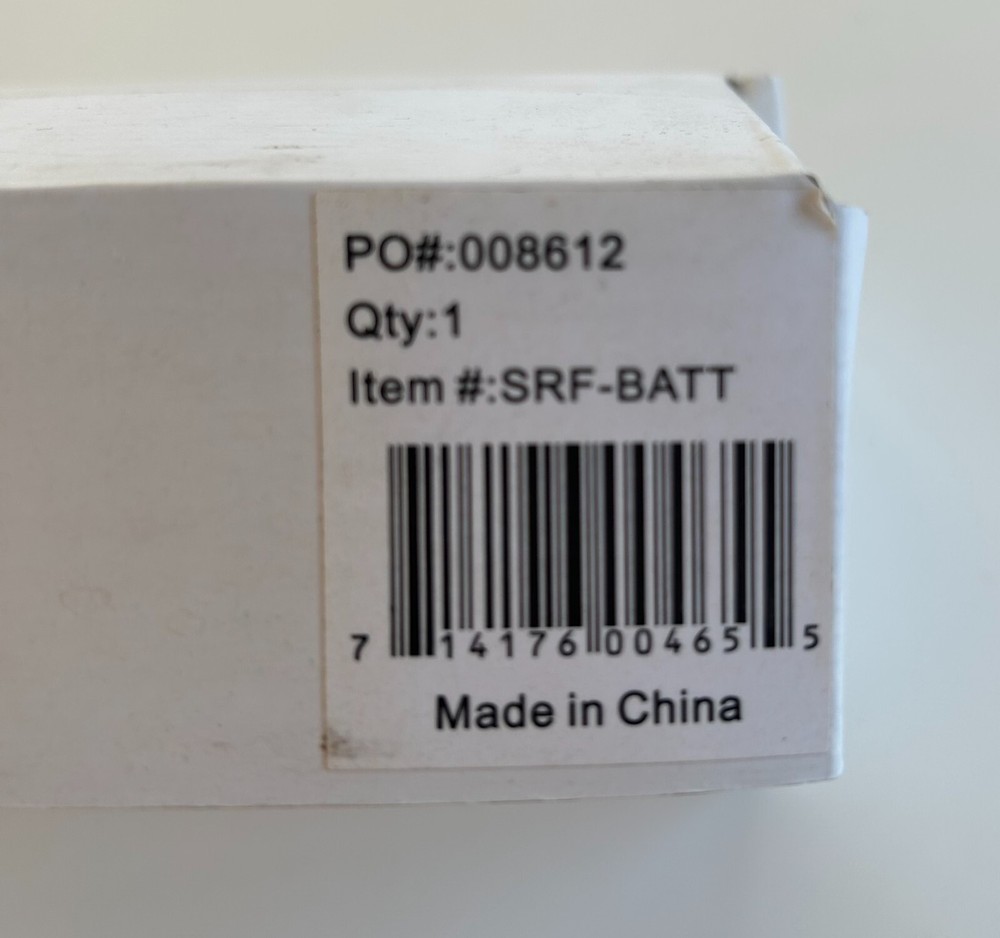 PO#:008612
Qty:1
Item #:SRF-BATT
7 14176 00465 5
Made in China